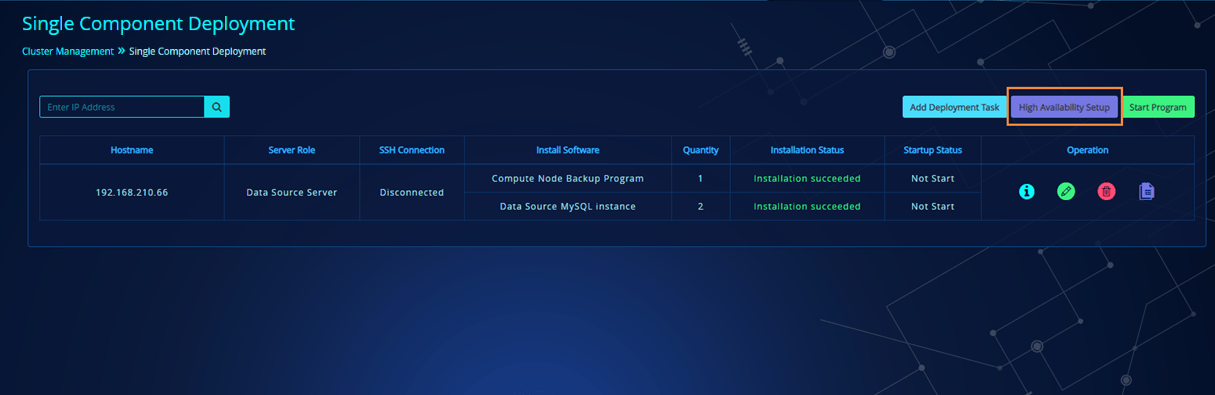 Single Component Deployment
Cluster Management » Single Component Deployment
Enter IP Address
Add Deployment Task High Availability Setup Start Program
Hostname Server Role SSH Connection Install Software Quantity Installation Status Startup Status Operation
192.168.210.66 Data Source Server Disconnected
Compute Node Backup Program 1 Installation succeeded Not Start
Data Source MySQL instance 2 Installation succeeded Not Start